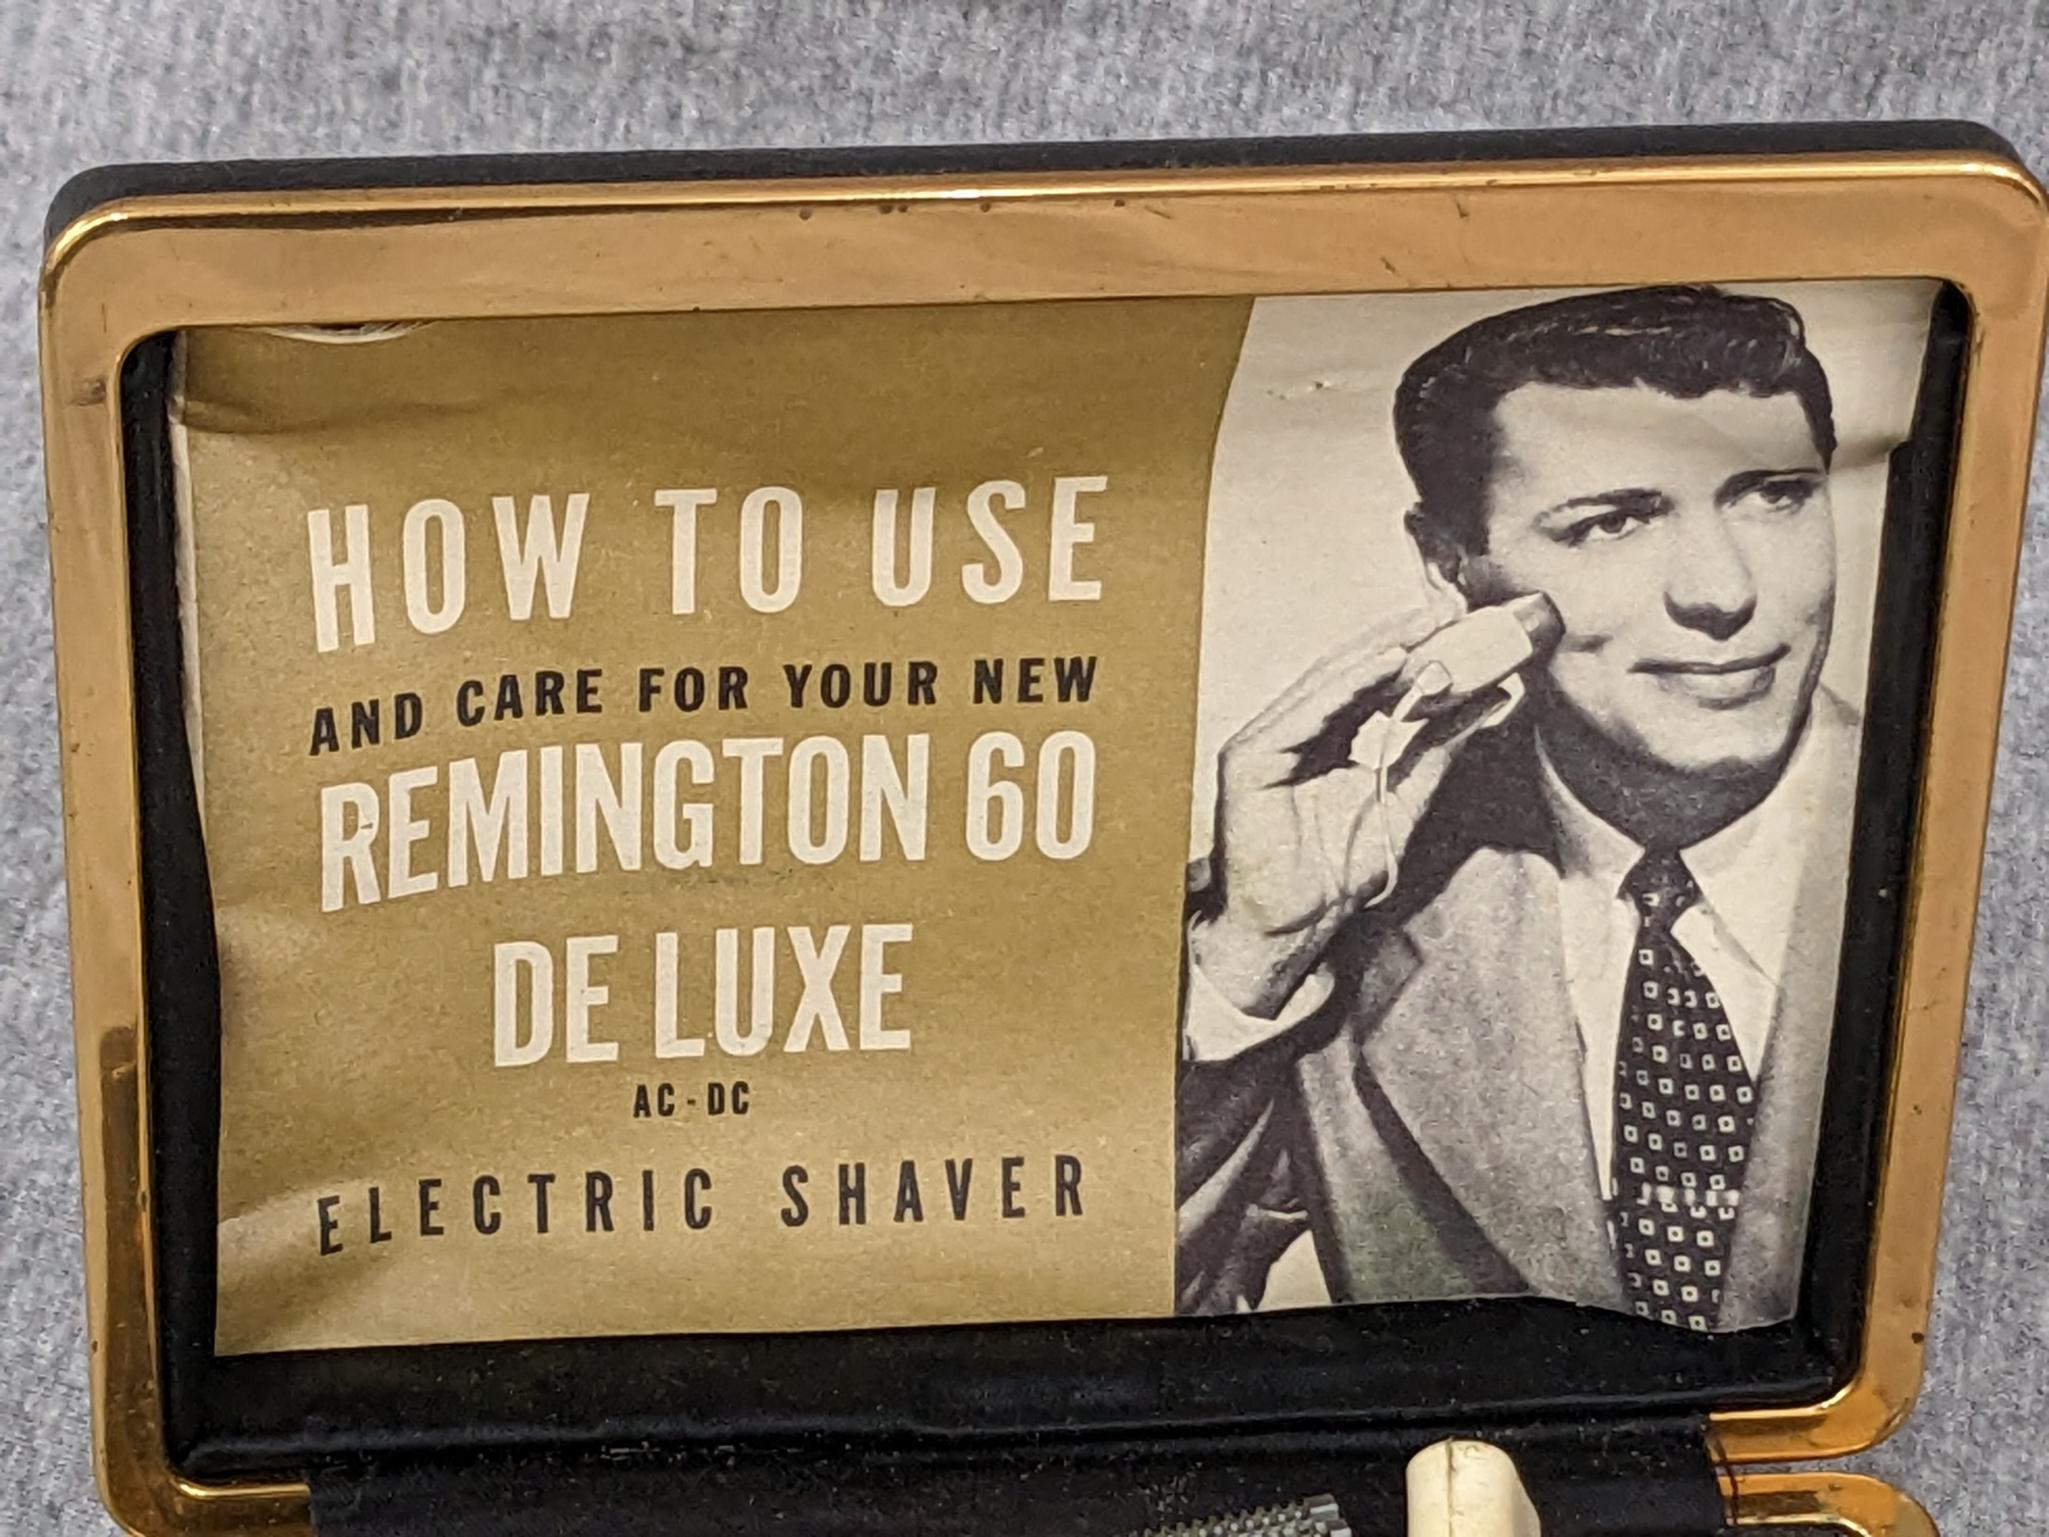 HOW TO USE
AND CARE FOR YOUR NEW
REMINGTON 60
DE LUXE
AC-DC
ELECTRIC SHAVER